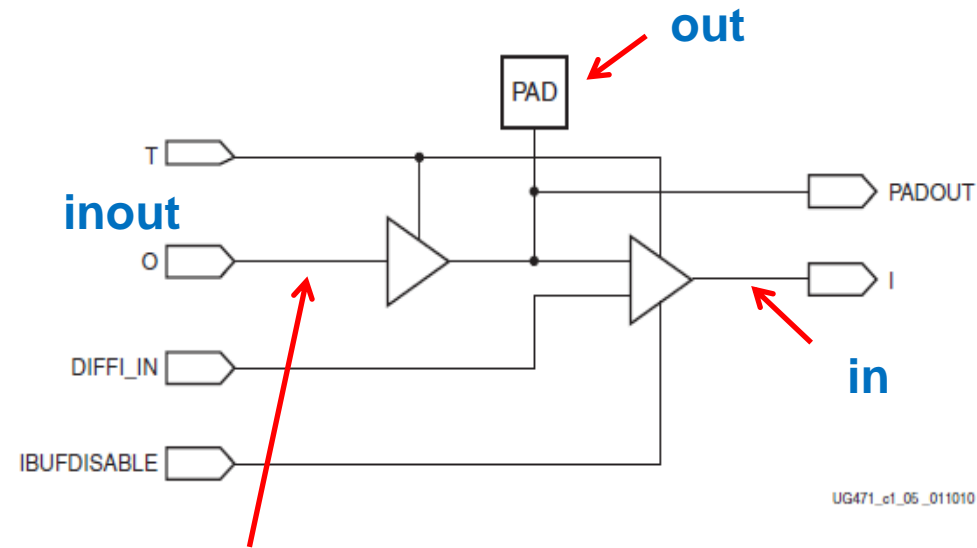 out
PAD
T
PADOUT
inout
O
I
DIFFI_IN
in
IBUFDISABLE
UG471_c1_05_011010